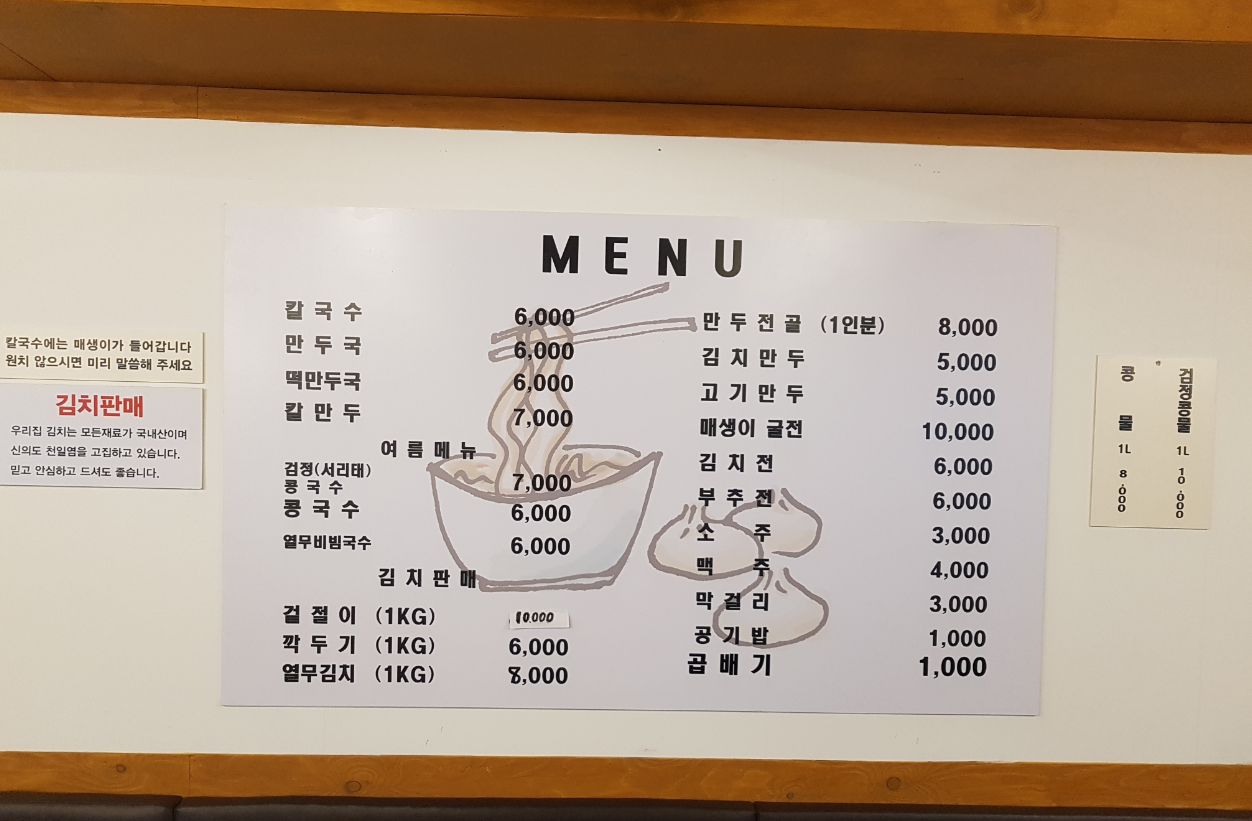 칼국수에는 매생이가 들어갑니다
원치 않으시면 미리 말씀해 주세요
김치판매
우리집 김치는 모든재료가 국내산이며
신의도 천일염을 고집하고 있습니다.
믿고 안심하고 드셔도 좋습니다.
MENU
칼국수 6,000
만두국 6,000
떡만두국 6,000
칼만두 7,000
여름메뉴
검정(서리태)
콩국수 7,000
콩국수 6,000
열무비빔국수 6,000
김치판매
겉절이 (1KG) 10.000
깍두기 (1KG) 6,000
열무김치 (1KG) 8,000
만두전골 (1인분) 8,000
김치만두 5,000
고기만두 5,000
매생이 굴전 10,000
김치전 6,000
부추전 6,000
소주 3,000
맥주 4,000
막걸리 3,000
공기밥 1,000
곱배기 1,000
콩물 1L 8.000
검정콩물 1L 10.000